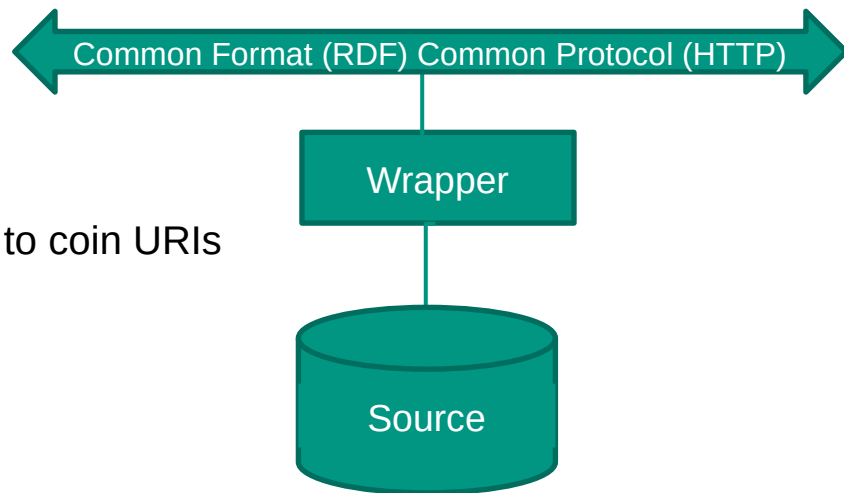 Common Format (RDF) Common Protocol (HTTP)
Wrapper
to coin URIs
Source